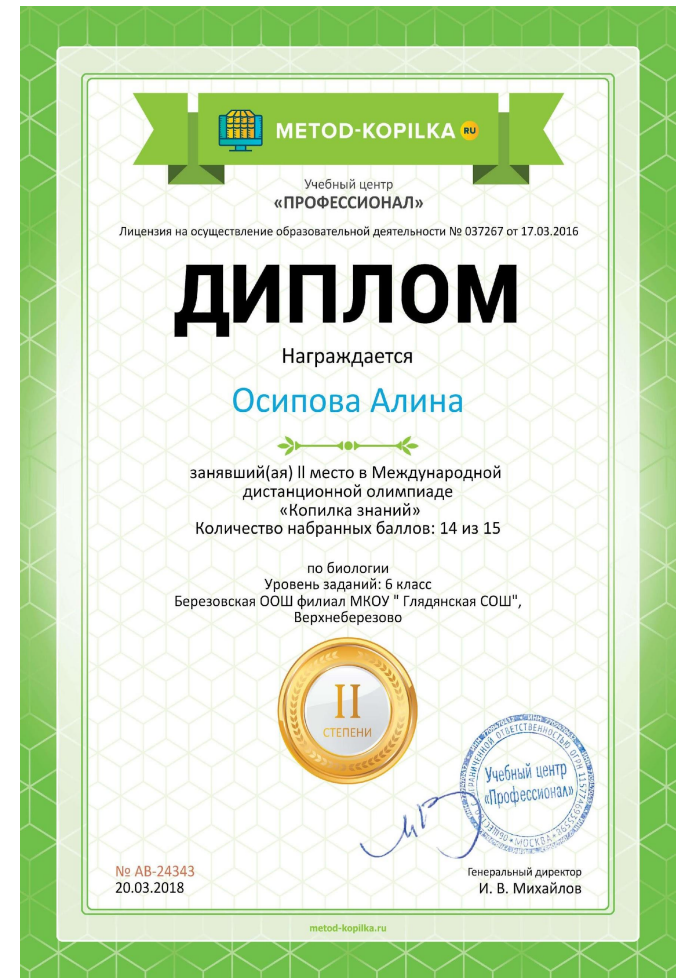 METOD-KOPILKA RU
Учебный центр
«ПРОФЕССИОНАЛ»
Лицензия на осуществление образовательной деятельности № 037267 от 17.03.2016
ДИПЛОМ
Награждается
Осипова Алина
занявший(ая) II место в Международной
дистанционной олимпиаде
«Копилка знаний»
Количество набранных баллов: 14 из 15
по биологии
Уровень заданий: 6 класс
Березовская ООШ филиал МКОУ " Глядянская СОШ",
Верхнеберезово
II
СТЕПЕНИ
Учебный центр
«Профессионал»
МОСКВА
№ АВ-24343
20.03.2018
Генеральный директор
И. В. Михайлов
metod-kopilka.ru